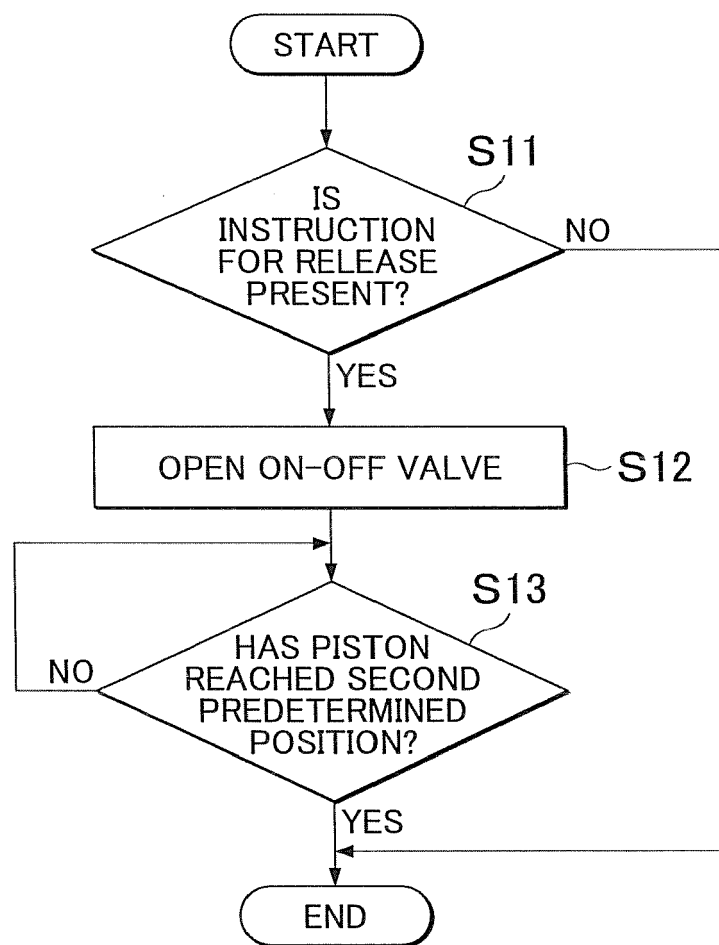 START
S11
IS
INSTRUCTION
FOR RELEASE
PRESENT?
NO
YES
OPEN ON-OFF VALVE
S12
S13
HAS PISTON
REACHED SECOND
PREDETERMINED
POSITION?
NO
YES
END